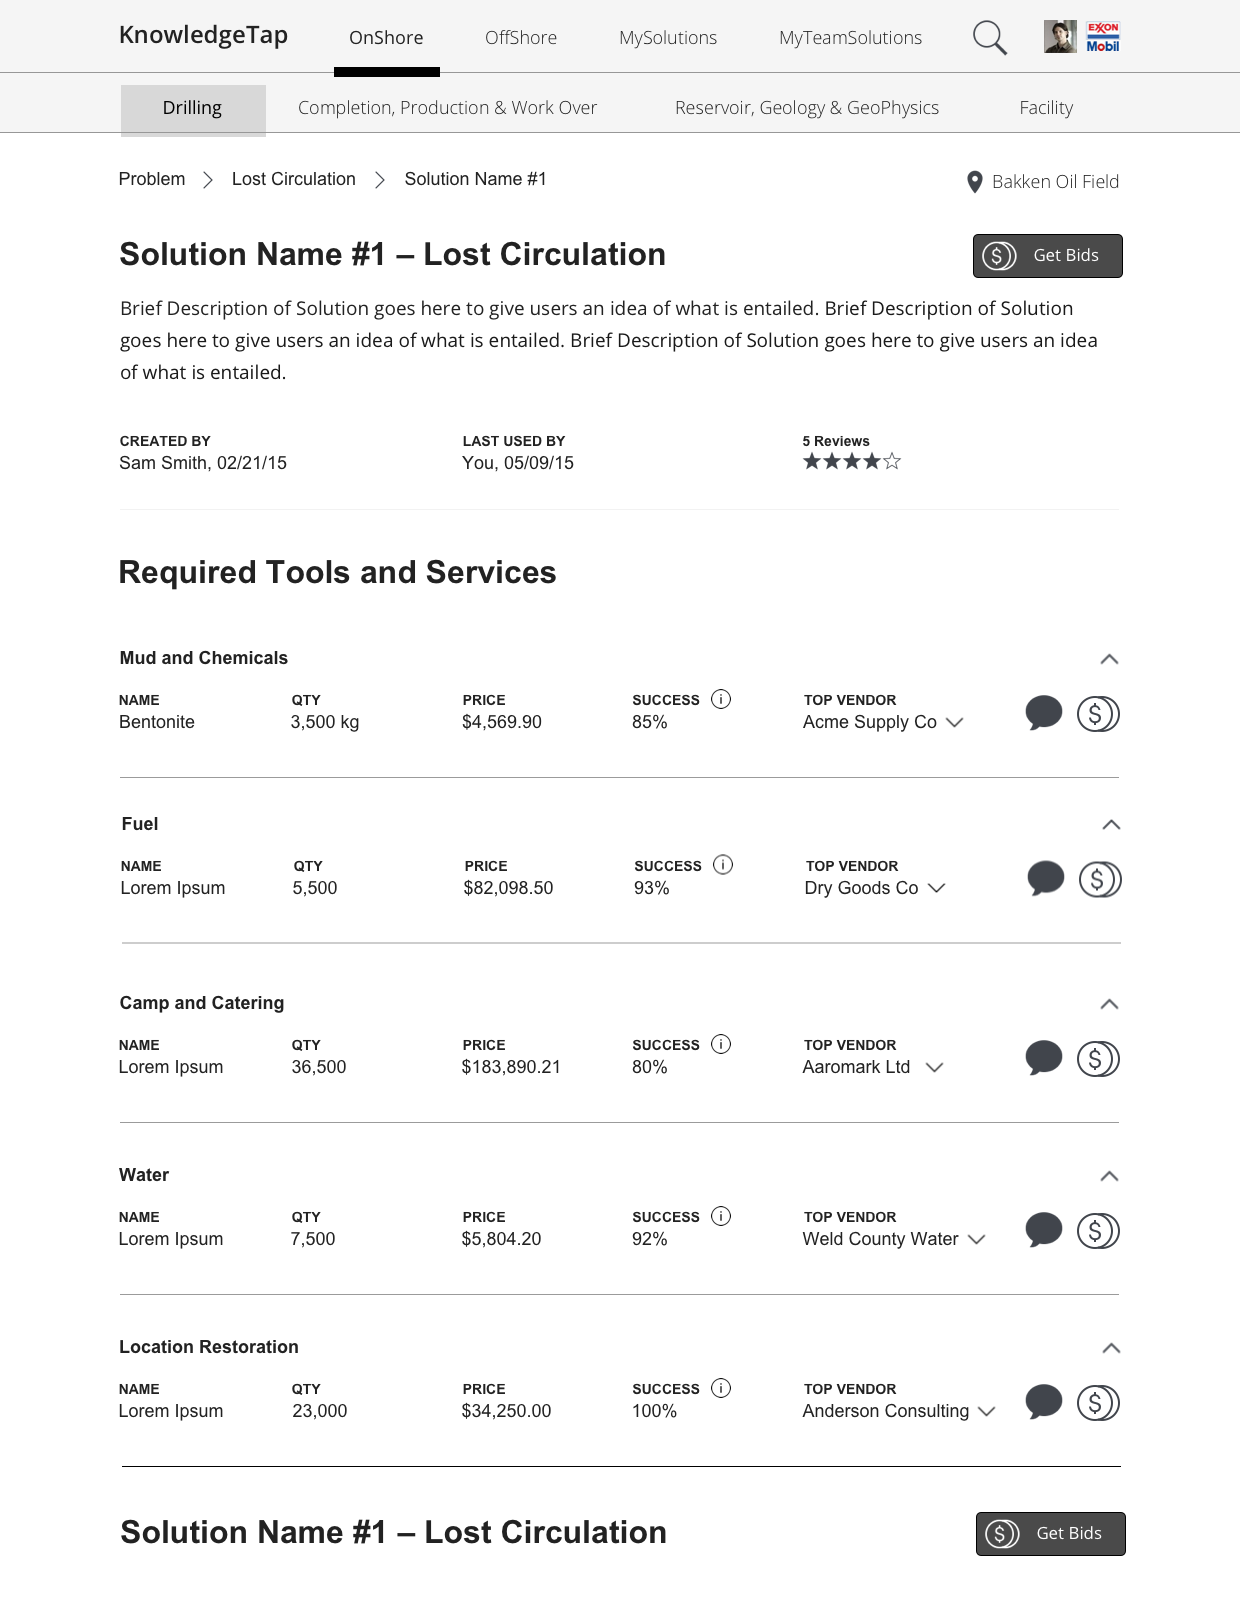 KnowledgeTap OnShore OffShore MySolutions MyTeamSolutions EXXON
Mobil
Drilling Completion, Production & Work Over Reservoir, Geology & GeoPhysics Facility
Problem Lost Circulation Solution Name #1 Bakken Oil Field
Solution Name #1 – Lost Circulation $ Get Bids
Brief Description of Solution goes here to give users an idea of what is entailed. Brief Description of Solution
goes here to give users an idea of what is entailed. Brief Description of Solution goes here to give users an idea
of what is entailed.
CREATED BY LAST USED BY 5 Reviews
Sam Smith, 02/21/15 You, 05/09/15 ★★★★☆
Required Tools and Services
Mud and Chemicals
NAME QTY PRICE SUCCESS i TOP VENDOR
Bentonite 3,500 kg $4,569.90 85% Acme Supply Co $
Fuel
NAME QTY PRICE SUCCESS i TOP VENDOR
Lorem Ipsum 5,500 $82,098.50 93% Dry Goods Co $
Camp and Catering
NAME QTY PRICE SUCCESS i TOP VENDOR
Lorem Ipsum 36,500 $183,890.21 80% Aaromark Ltd $
Water
NAME QTY PRICE SUCCESS i TOP VENDOR
Lorem Ipsum 7,500 $5,804.20 92% Weld County Water $
Location Restoration
NAME QTY PRICE SUCCESS i TOP VENDOR
Lorem Ipsum 23,000 $34,250.00 100% Anderson Consulting $
Solution Name #1 – Lost Circulation $ Get Bids